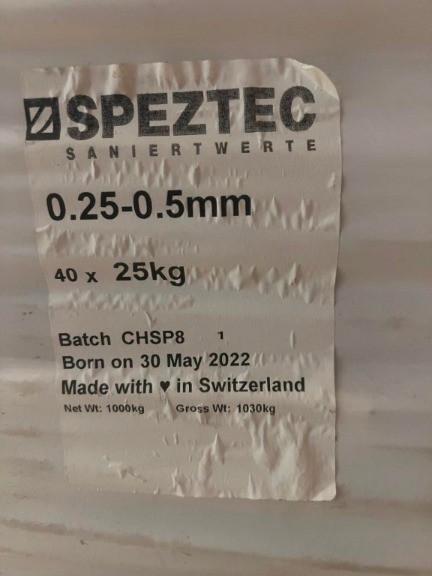 SPEZTEC
SANIERTWERTE
0.25-0.5mm
40 x 25kg
Batch CHSP8 1
Born on 30 May 2022
Made with ♥ in Switzerland
Net Wt: 1000kg Gross Wt: 1030kg